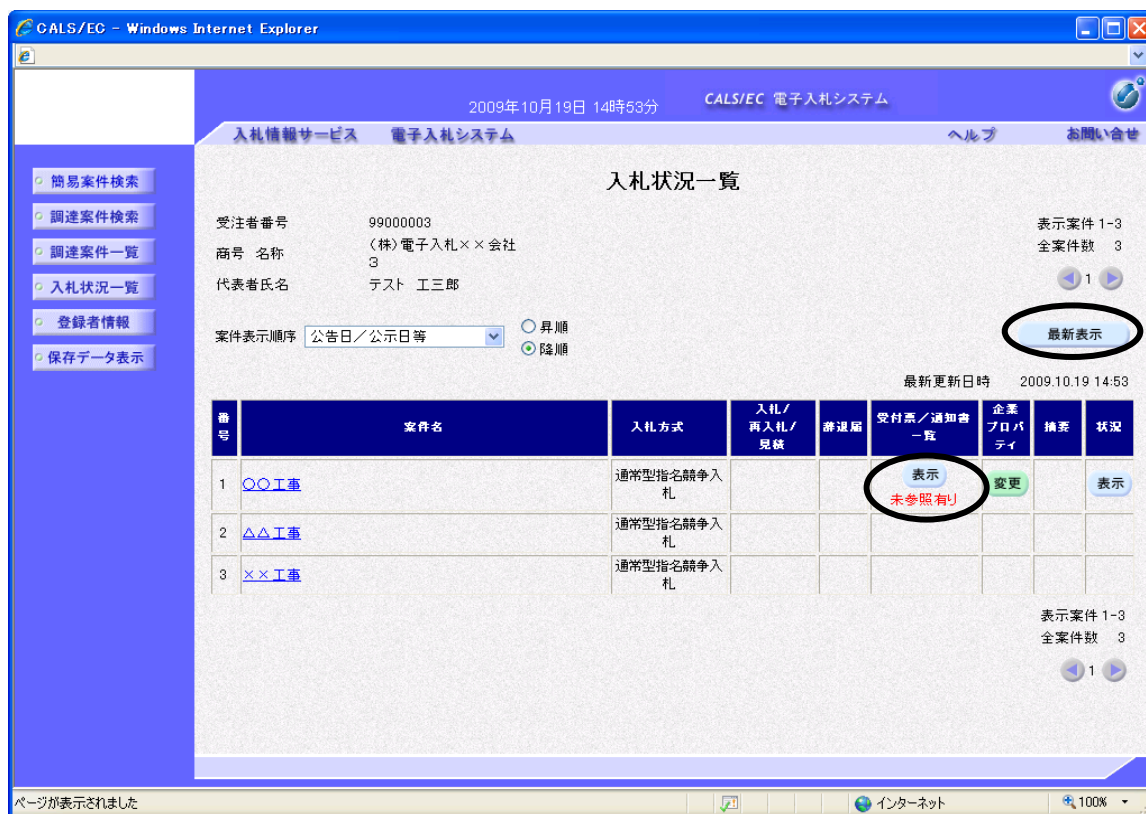 CALS/EC - Windows Internet Explorer
2009年10月19日 14時53分 CALS/EC 電子入札システム
入札情報サービス 電子入札システム ヘルプ お問い合せ
簡易案件検索
調達案件検索
調達案件一覧
入札状況一覧
登録者情報
保存データ表示
入札状況一覧
受注者番号 99000003
商号 名称 (株)電子入札××会社
3
代表者氏名 テスト 工三郎
表示案件 1-3
全案件数 3
1
案件表示順序 公告日/公示日等
昇順
降順
最新表示
最新更新日時 2009.10.19 14:53
番号 案件名 入札方式 入札/再入札/見積 辞退届 受付票/通知書一覧 企業プロパティ 摘要 状況
1 ○○工事 通常型指名競争入札 表示 未参照有り 変更 表示
2 △△工事 通常型指名競争入札
3 ××工事 通常型指名競争入札
表示案件 1-3
全案件数 3
1
ページが表示されました インターネット 100%